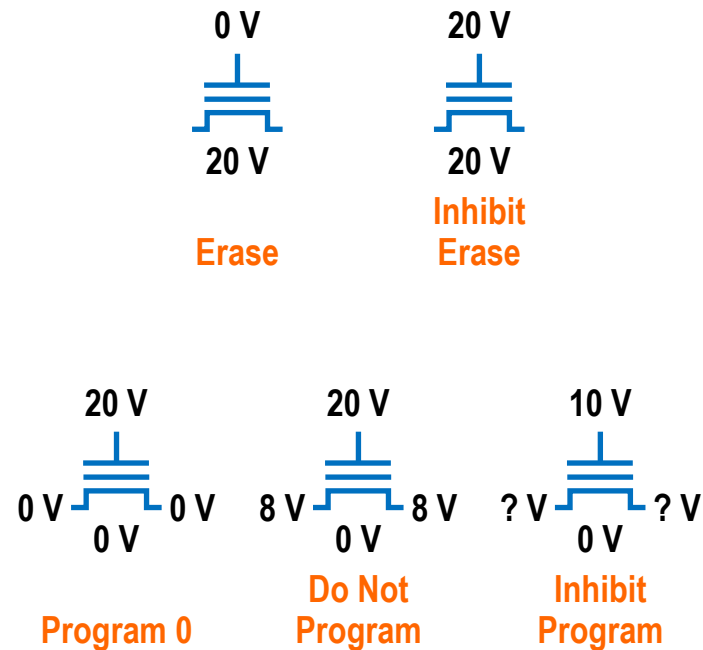 0 V 20 V
20 V 20 V
Inhibit
Erase Erase
20 V 20 V 10 V
0 V 0 V 8 V 8 V ? V ? V
0 V 0 V 0 V
Do Not Inhibit
Program 0 Program Program